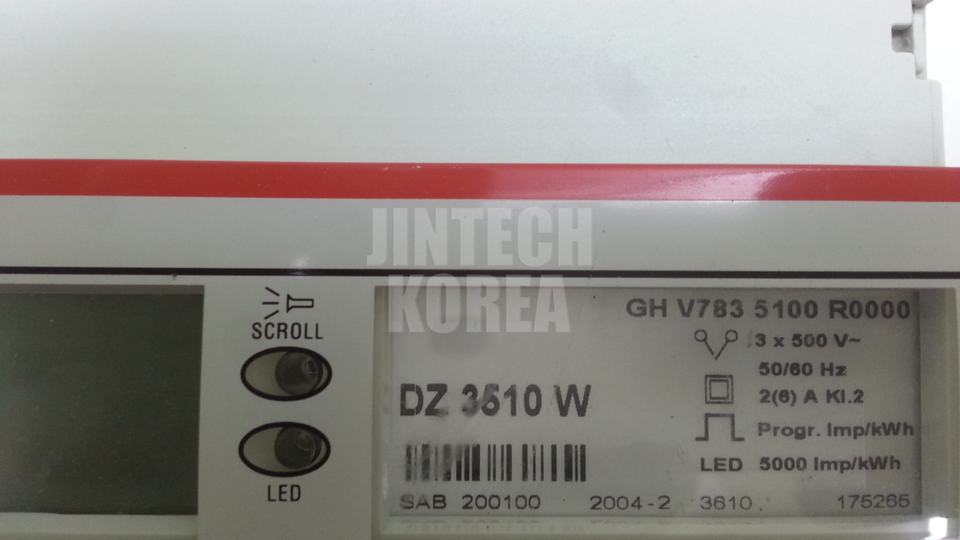 JINTECH
KOREA
SCROLL
LED
GH V783 5100 R0000
3 x 500 V~
50/60 Hz
2(6) A Kl.2
DZ 3510 W
Progr. Imp/kWh
LED 5000 Imp/kWh
SAB 200100 2004-2 3610. 175265